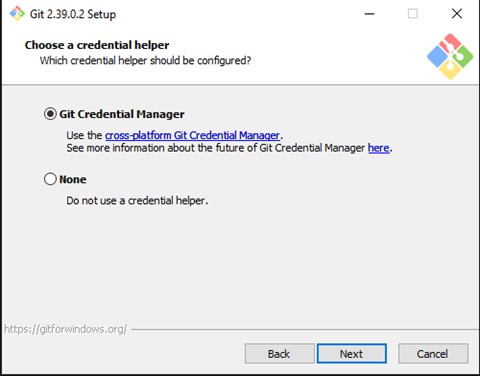 Git 2.39.0.2 Setup
Choose a credential helper
Which credential helper should be configured?
Git Credential Manager
Use the cross-platform Git Credential Manager.
See more information about the future of Git Credential Manager here.
None
Do not use a credential helper.
https://gitforwindows.org/
Back Next Cancel